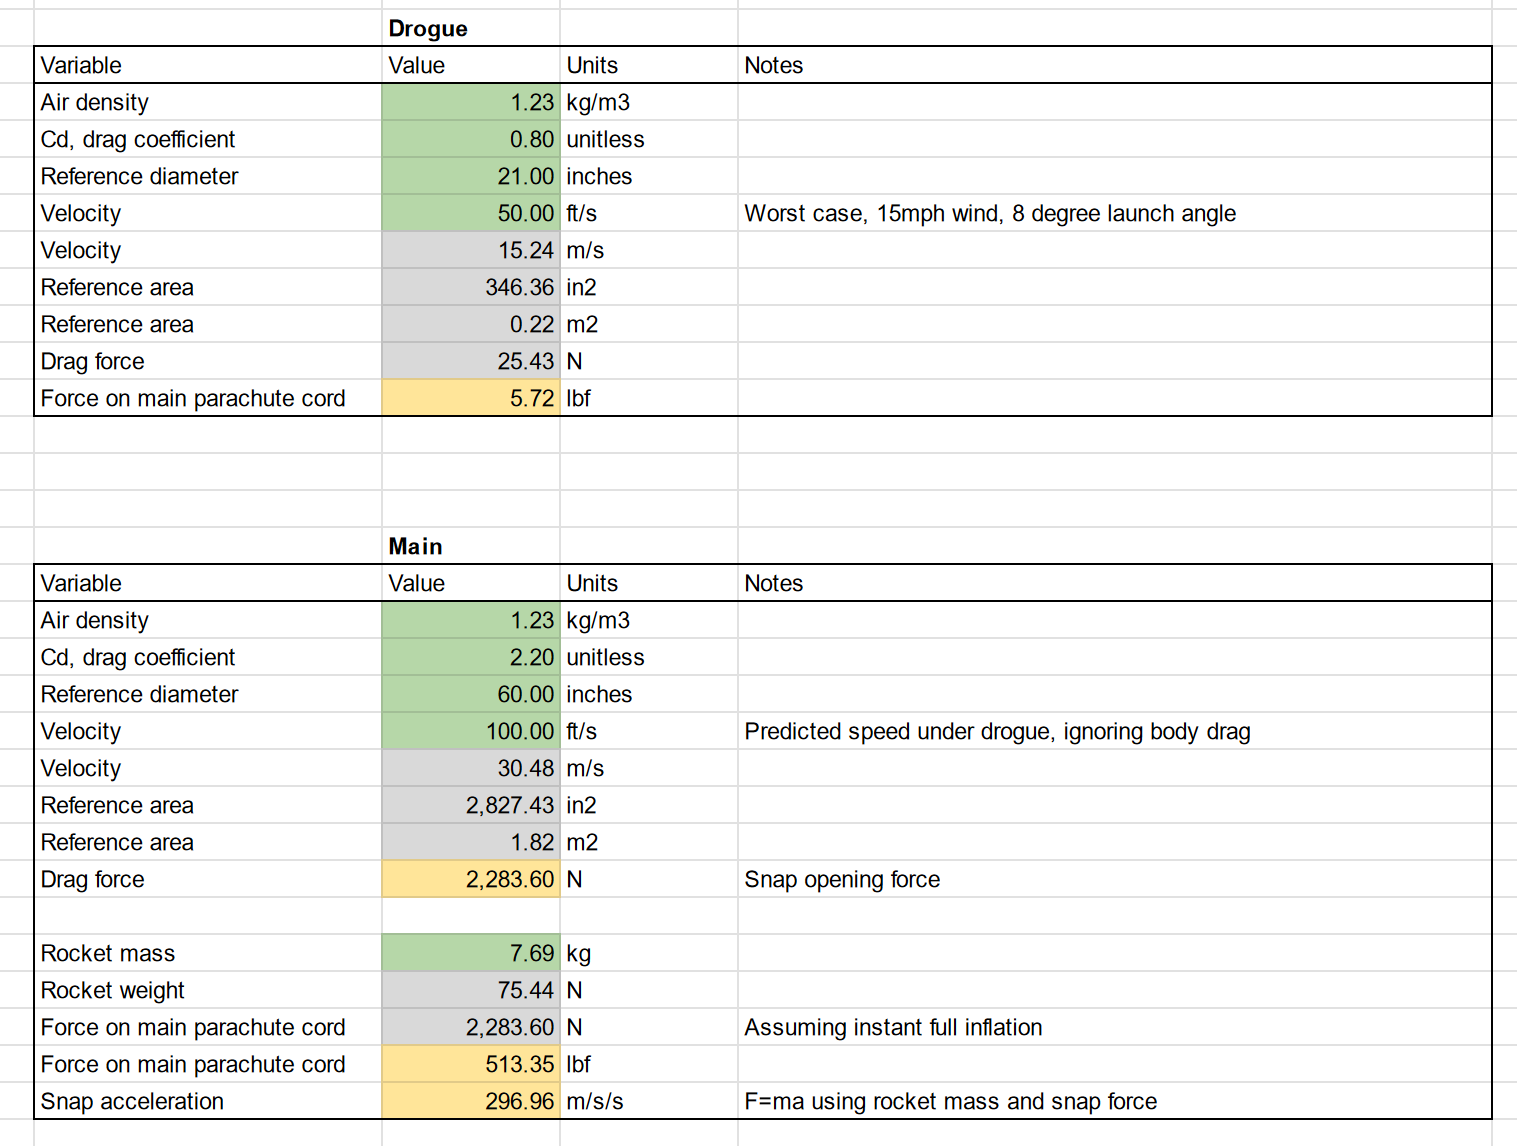 Drogue
Variable Value Units Notes
Air density 1.23 kg/m3
Cd, drag coefficient 0.80 unitless
Reference diameter 21.00 inches
Velocity 50.00 ft/s Worst case, 15mph wind, 8 degree launch angle
Velocity 15.24 m/s
Reference area 346.36 in2
Reference area 0.22 m2
Drag force 25.43 N
Force on main parachute cord 5.72 lbf
Main
Variable Value Units Notes
Air density 1.23 kg/m3
Cd, drag coefficient 2.20 unitless
Reference diameter 60.00 inches
Velocity 100.00 ft/s Predicted speed under drogue, ignoring body drag
Velocity 30.48 m/s
Reference area 2,827.43 in2
Reference area 1.82 m2
Drag force 2,283.60 N Snap opening force
Rocket mass 7.69 kg
Rocket weight 75.44 N
Force on main parachute cord 2,283.60 N Assuming instant full inflation
Force on main parachute cord 513.35 lbf
Snap acceleration 296.96 m/s/s F=ma using rocket mass and snap force